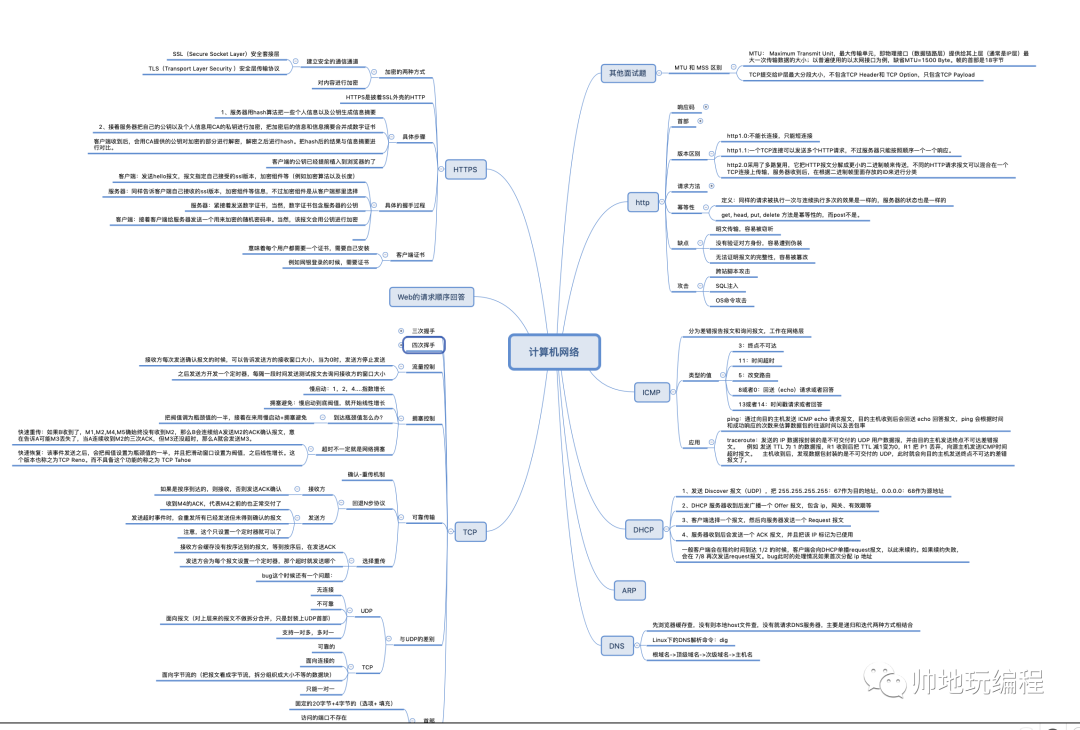 计算机网络
HTTPS
加密的两种方式
建立安全的通信通道
SSL（Secure Socket Layer）安全套接层
TLS（Transport Layer Security ）安全层传输协议
对内容进行加密
HTTPS是披着SSL外壳的HTTP
具体步骤
1、服务器用hash算法把一些个人信息以及公钥生成信息摘要
2、接着服务器把自己的公钥以及个人信息用CA的私钥进行加密，把加密后的信息和信息摘要合并成数字证书
客户端收到后，会用CA提供的公钥对加密的部分进行解密，解密之后进行hash。把hash后的结果与信息摘要进
行对比。
客户端的公钥已经提前植入到浏览器的了
具体的握手过程
客户端：发送hello报文，报文指定自己接受的ssl版本，加密组件等（例如加密算法以及长度）
服务器：同样告诉客户端自己接收的ssl版本，加密组件等信息，不过加密组件是从客户端那里选择
服务器：紧接着发送数字证书，当然，数字证书包含服务器的公钥
客户端：接着客户端给服务器发送一个用来加密的随机密码串。当然，该报文会用公钥进行加密
客户端证书
意味着每个用户都需要一个证书，需要自己安装
例如网银登录的时候，需要证书
Web的请求顺序回答
TCP
三次握手
四次挥手
流量控制
接收方每次发送确认报文的时候，可以告诉发送方的接收窗口大小，当为0时，发送方停止发送
之后发送方开发一个定时器，每隔一段时间发送测试报文去询问接收方的窗口大小
拥塞控制
慢启动：1，2，4....指数增长
拥塞避免：慢启动到底阀值，就开始线性增长
到达瓶颈值怎么办?
把阀值调为瓶颈值的一半，接着在来用慢启动+拥塞避免
超时不一定就是网络拥塞
快速重传：如果B收到了，M1,M2,M4,M5确始终没有收到M2，那么B会连续给A发送M2的ACK确认报文，意
在告诉A可能M3丢失了，当A连续收到M2的三次ACK，但M3还没超时，那么A就会发送M3。
快速恢复：该事件发送之后，会把阀值设置为瓶颈值的一半，并且把滑动窗口设置为阀值，之后线性增长。这
个版本也称之为TCP Reno，而不具备这个功能的称之为 TCP Tahoe
可靠传输
确认-重传机制
回退N步协议
接收方
如果是按序到达的，则接收，否则发送ACK确认
发送方
收到M4的ACK，代表M4之前的也正常交付了
发送超时事件时，会重发所有已经发送但未得到确认的报文
注意，这个只设置一个定时器就可以了
选择重传
接收方会缓存没有按序达到的报文，等到按序后，在发送ACK
发送方会为每个报文设置一个定时器，那个超时就发送哪个
bug这个时候还有一个问题：
与UDP的差别
UDP
无连接
不可靠
面向报文（对上层来的报文不做拆分合并，只是封装上UDP首部）
支持一对多，多对一
TCP
可靠的
面向连接的
面向字节流的（把报文看成字节流，拆分组织成大小不等的数据块）
只能一对一
固定的20字节+4字节的（选项+ 填充）
访问的端口不存在
首部
其他面试题
MTU 和 MSS 区别
MTU： Maximum Transmit Unit，最大传输单元，即物理接口（数据链路层）提供给其上层（通常是IP层）最
大一次传输数据的大小；以普遍使用的以太网接口为例，缺省MTU=1500 Byte。帧的首部是18字节
TCP提交给IP层最大分段大小，不包含TCP Header和 TCP Option，只包含TCP Payload
http
响应码
首部
版本区别
http1.0:不能长连接，只能短连接
http1.1:一个TCP连接可以发送多个HTTP请求，不过服务器只能按照顺序一个一个响应。
http2.0采用了多路复用，它把HTTP报文分解成更小的二进制帧来传送，不同的HTTP请求报文可以混合在一个
TCP连接上传输，服务器收到后，在根据二进制帧里面存放的ID来进行分类
请求方法
幂等性
定义：同样的请求被执行一次与连续执行多次的效果是一样的，服务器的状态也是一样的
get, head, put, delete 方法是幂等性的，而post不是。
缺点
明文传输，容易被窃听
没有验证对方身份，容易遭到伪装
无法证明报文的完整性，容易被篡改
攻击
跨站脚本攻击
SQL注入
OS命令攻击
ICMP
分为差错报告报文和询问报文，工作在网络层
类型的值
3：终点不可达
11：时间超时
5：改变路由
8或者0：回送（echo）请求或者回答
13或者14：时间戳请求或者回答
应用
ping：通过向目的主机发送 ICMP echo 请求报文，目的主机收到后会回送 echo 回答报文，ping 会根据时间
和成功响应的次数来估算数据包的往返时间以及丢包率
traceroute：发送的 IP 数据报封装的是不可交付的 UDP 用户数据报，并由目的主机发送终点不可达差错报
文。 例如 发送 TTL 为 1 的数据报，R1 收到后把 TTL 减1变为0，R1 把 P1 丢弃，向源主机发送ICMP时间
超时报文。 主机收到后，发现数据包封装的是不可交付的 UDP，此时就会向目的主机发送终点不可达的差错
报文了。
DHCP
1、发送 Discover 报文（UDP），把 255.255.255.255：67作为目的地址，0.0.0.0：68作为源地址
2、DHCP 服务器收到后发广播一个 Offer 报文，包含 ip，网关、有效期等
3、客户端选择一个报文，然后向服务器发送一个 Request 报文
4、服务器收到后会发送一个 ACK 报文，并且把该 IP 标记为已使用
一般客户端会在租约时间到达 1/2 的时候，客户端会向DHCP单播request报文，以此来续约。如果续约失败，
会在 7/8 再次发送request报文。bug此时的处理情况如果首次分配 ip 地址
ARP
DNS
先浏览器缓存查，没有到本地host文件查，没有就请求DNS服务器，主要是递归和迭代两种方式相结合
Linux下的DNS解析命令：dig
根域名->顶级域名->次级域名->主机名
帅地玩编程